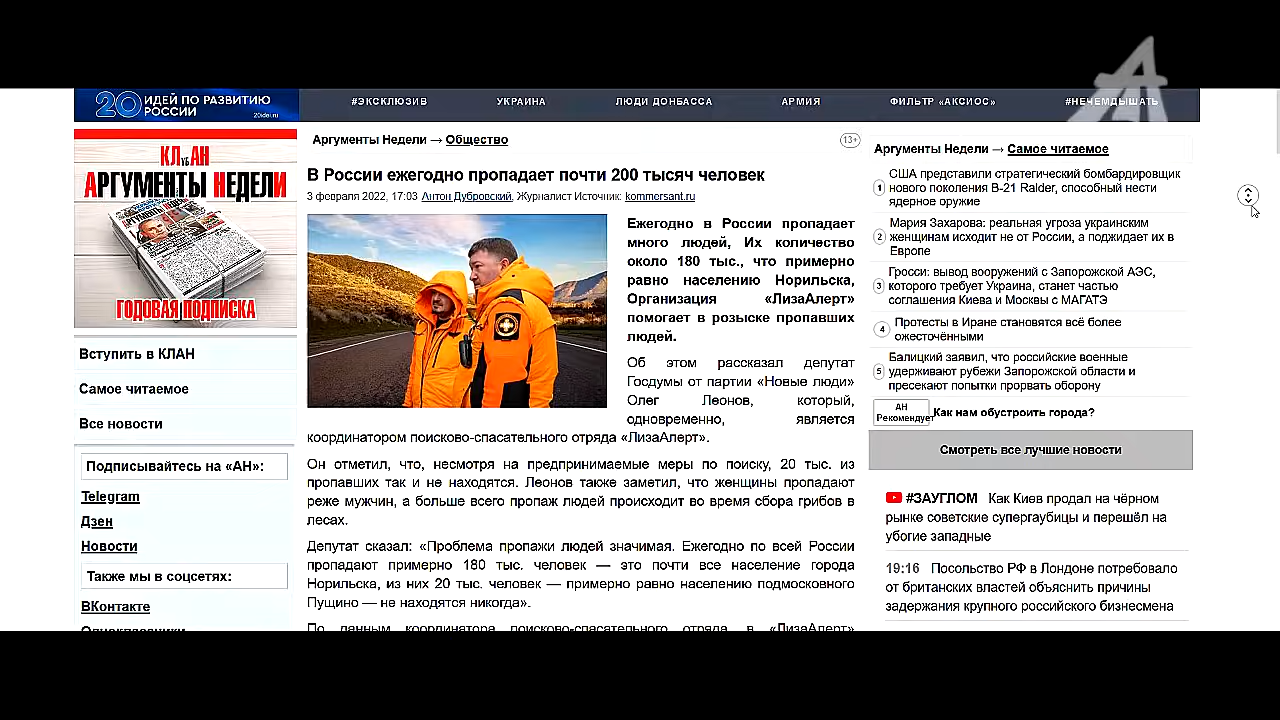 20 ИДЕЙ ПО РАЗВИТИЮ
РОССИИ
20idei.ru
#ЭКСКЛЮЗИВ
УКРАИНА
ЛЮДИ ДОНБАССА
АРМИЯ
ФИЛЬТР «АКСИОС»
#НЕЧЕМДЫШАТЬ
КЛуб АН
АРГУМЕНТЫ НЕДЕЛИ
ГОДОВАЯ ПОДПИСКА
Вступить в КЛАН
Самое читаемое
Все новости
Подписывайтесь на «АН»:
Telegram
Дзен
Новости
Также мы в соцсетях:
ВКонтакте
Одноклассники
Аргументы Недели → Общество
13+
В России ежегодно пропадает почти 200 тысяч человек
3 февраля 2022, 17:03 Антон Дубровский, Журналист Источник: kommersant.ru
Ежегодно в России пропадает
много людей, Их количество
около 180 тыс., что примерно
равно населению Норильска,
Организация «ЛизаАлерт»
помогает в розыске пропавших
людей.
Об этом рассказал депутат
Госдумы от партии «Новые люди»
Олег Леонов, который,
одновременно, является
координатором поисково-спасательного отряда «ЛизаАлерт».
Он отметил, что, несмотря на предпринимаемые меры по поиску, 20 тыс. из
пропавших так и не находятся. Леонов также заметил, что женщины пропадают
реже мужчин, а больше всего пропаж людей происходит во время сбора грибов в
лесах.
Депутат сказал: «Проблема пропажи людей значимая. Ежегодно по всей России
пропадают примерно 180 тыс. человек — это почти все население города
Норильска, из них 20 тыс. человек — примерно равно населению подмосковного
Пущино — не находятся никогда».
По данным координатора поисково-спасательного отряда, в «ЛизаАлерт»
Аргументы Недели → Самое читаемое
1 США представили стратегический бомбардировщик
нового поколения B-21 Raider, способный нести
ядерное оружие
2 Мария Захарова: реальная угроза украинским
женщинам исходит не от России, а поджидает их в
Европе
3 Гросси: вывод вооружений с Запорожской АЭС,
которого требует Украина, станет частью
соглашения Киева и Москвы с МАГАТЭ
4 Протесты в Иране становятся всё более
ожесточёнными
5 Балицкий заявил, что российские военные
удерживают рубежи Запорожской области и
пресекают попытки прорвать оборону
АН
Рекомендует Как нам обустроить города?
Смотреть все лучшие новости
#ЗАУГЛОМ Как Киев продал на чёрном
рынке советские супергаубицы и перешёл на
убогие западные
19:16 Посольство РФ в Лондоне потребовало
от британских властей объяснить причины
задержания крупного российского бизнесмена